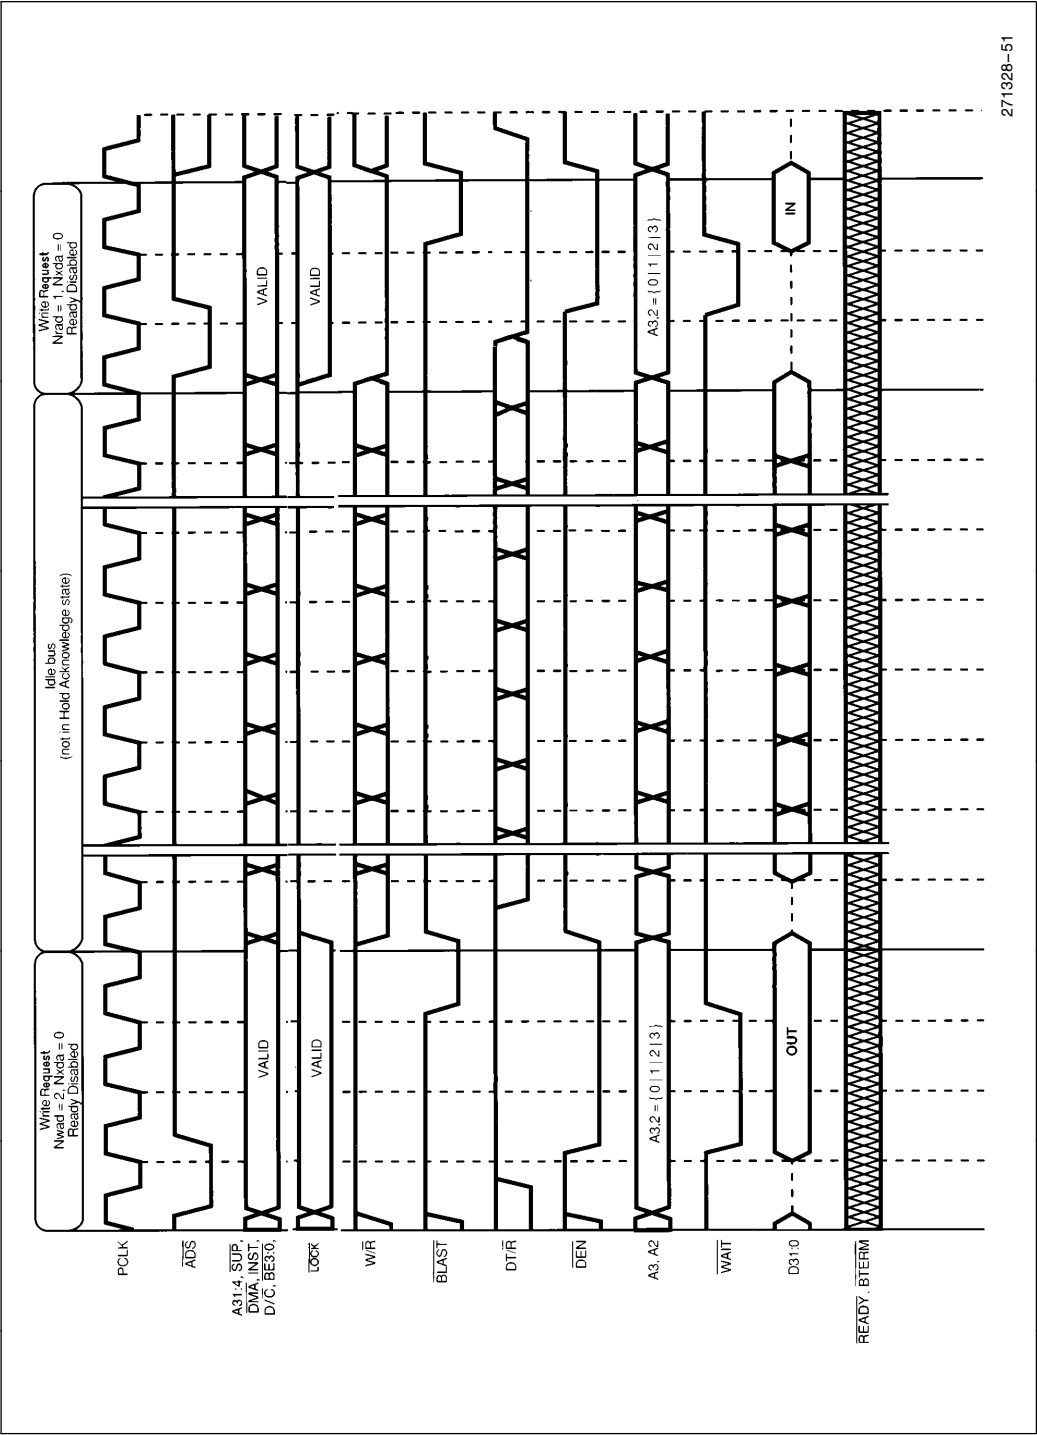 Write Request
Nwad = 2, Nxda = 0
Ready Disabled
Idle bus
(not in Hold Acknowledge state)
Write Request
Nrad = 1, Nxda = 0
Ready Disabled
PCLK
ADS
A31:4, SUP,
DMA, INST,
D/C, BE3:0,
VALID
VALID
LOCK
VALID
VALID
W/R
BLAST
DT/R
DEN
A3, A2
A3,2 = { 0 | 1 | 2 | 3 }
A3,2 = { 0 | 1 | 2 | 3 }
WAIT
D31:0
OUT
IN
READY, BTERM
271328–51